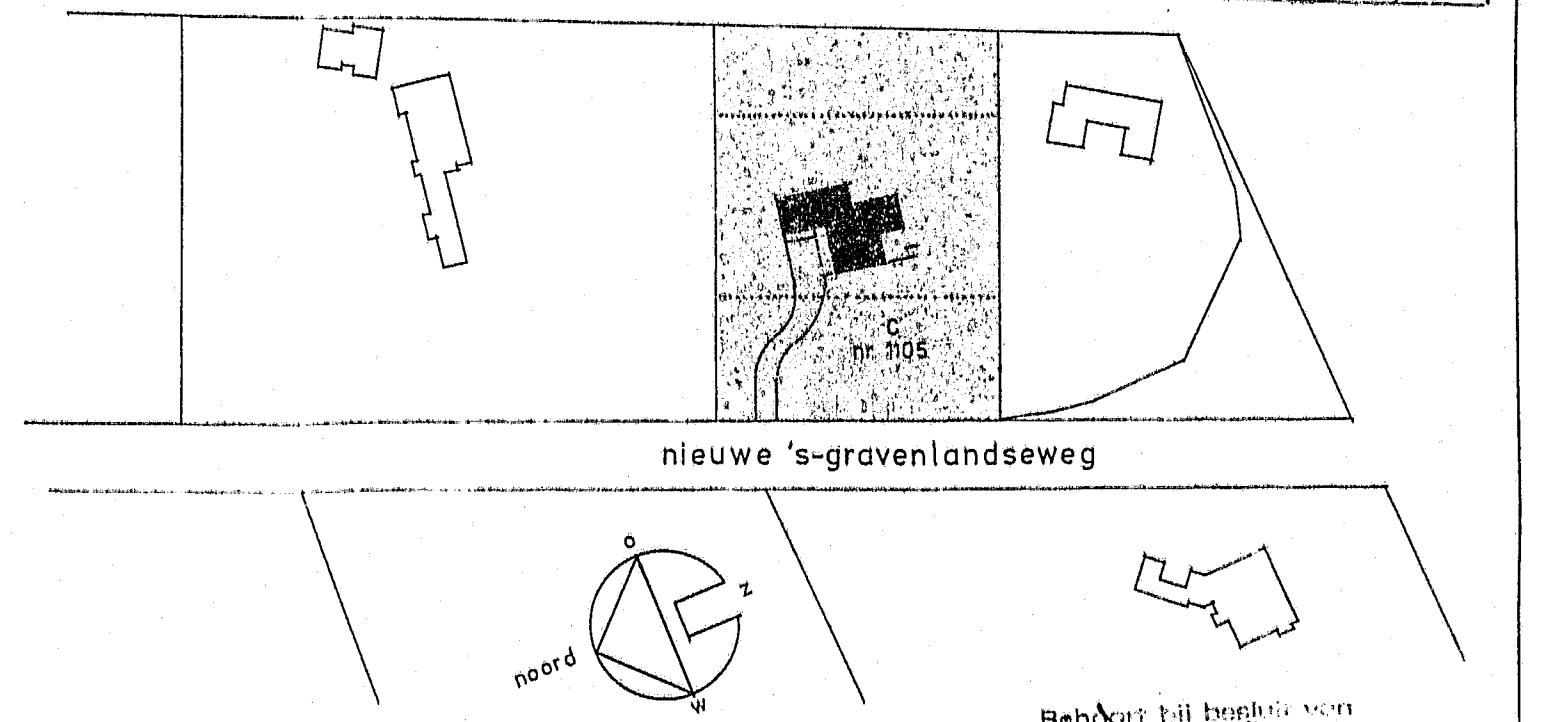 C
nr. 1105
nieuwe 's-gravenlandseweg
O
Z
noord
W
Behoort bij besluit van